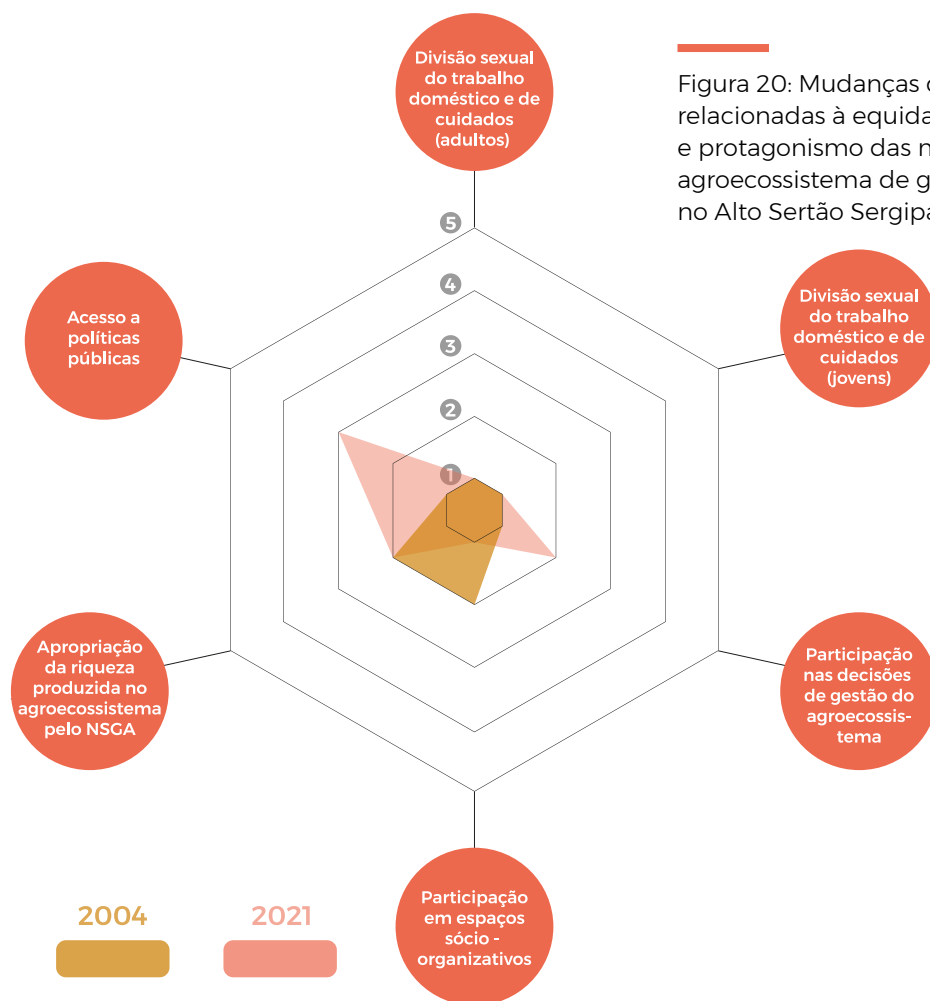 Divisão sexual
do trabalho
doméstico e de
cuidados
(adultos)
Figura 20: Mudanças
relacionadas à
e protagonismo das
agroecossistema de
no Alto Sertão
5
4
3
2
1
Acesso a
políticas
públicas
Divisão sexual
do trabalho
doméstico e de
cuidados
(jovens)
Apropriação
da riqueza
produzida no
agroecossistema
pelo NSGA
Participação
nas decisões
de gestão do
agroecossis-
tema
Participação
em espaços
sócio -
organizativos
2004
2021